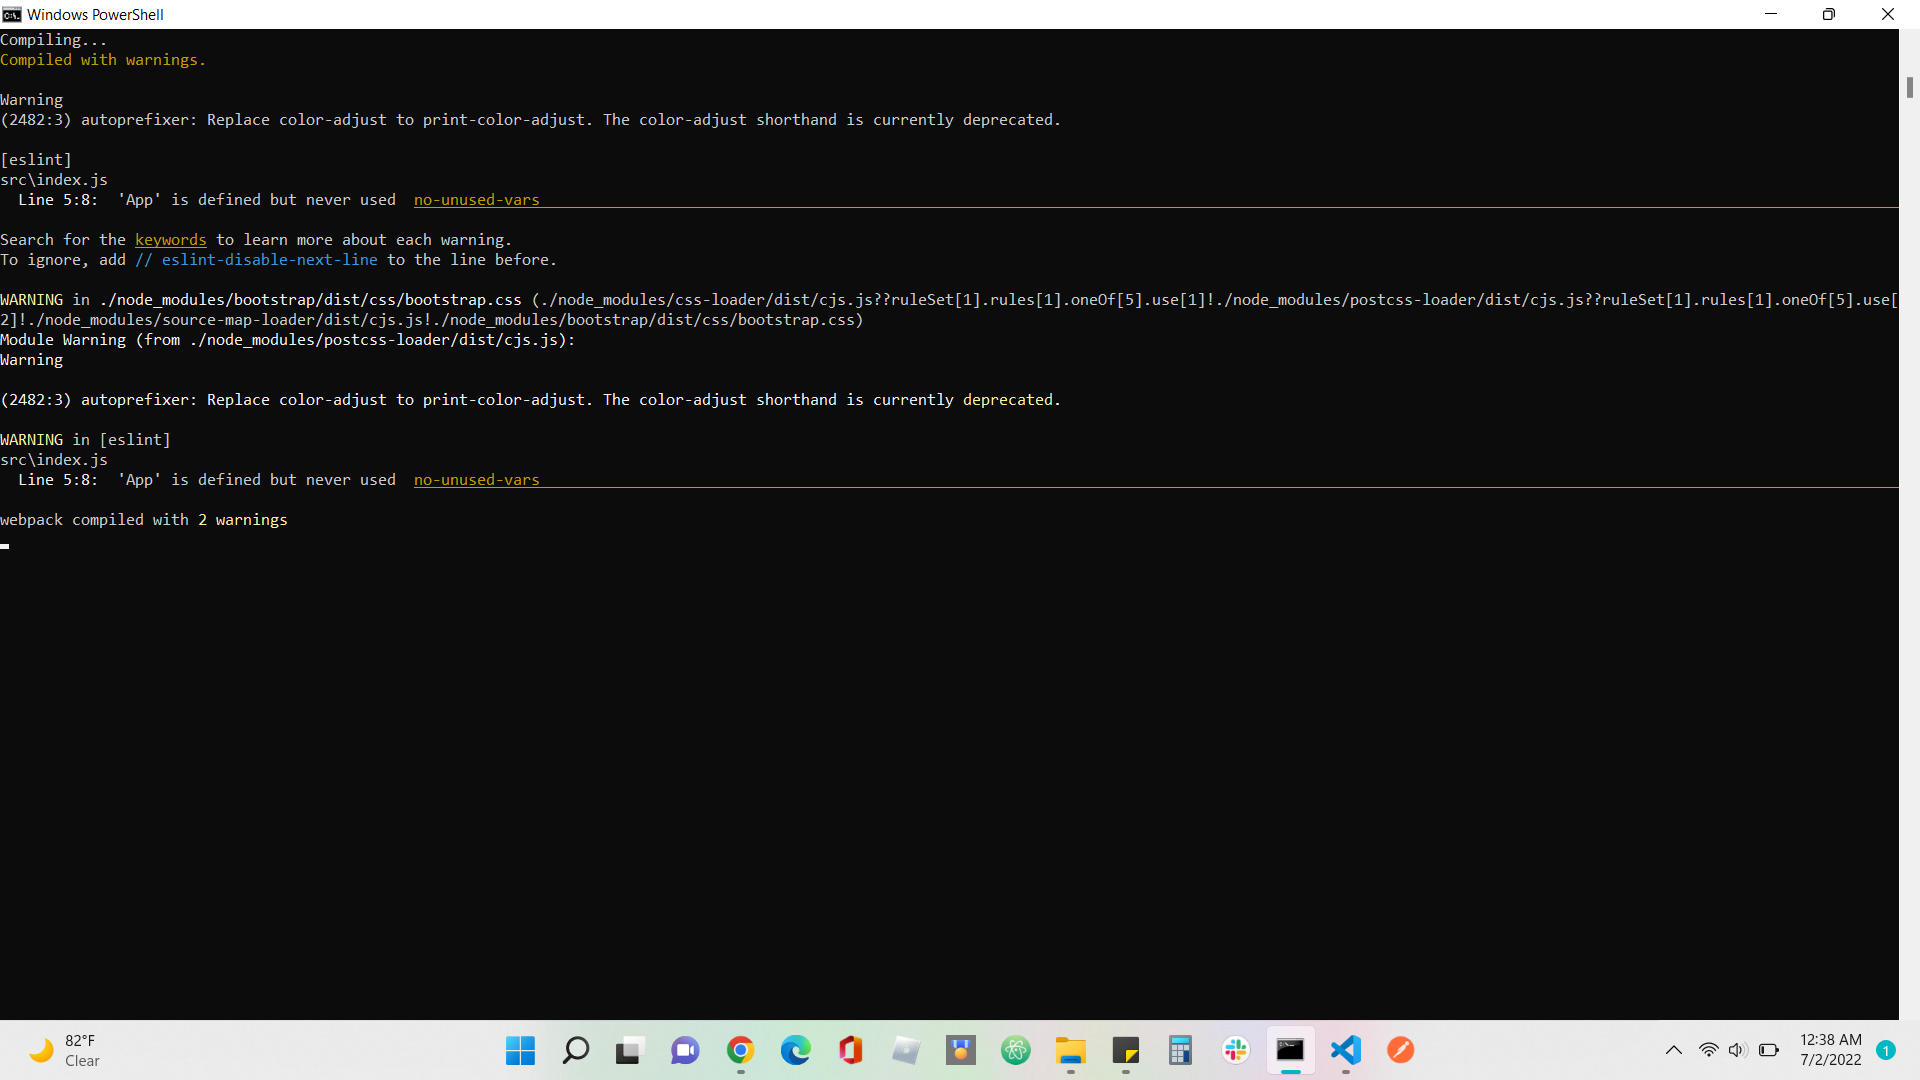 Windows PowerShell
Compiling...
Compiled with warnings.
Warning
(2482:3) autoprefixer: Replace color-adjust to print-color-adjust. The color-adjust shorthand is currently deprecated.
[eslint]
src\index.js
  Line 5:8:  'App' is defined but never used  no-unused-vars
Search for the keywords to learn more about each warning.
To ignore, add // eslint-disable-next-line to the line before.
WARNING in ./node_modules/bootstrap/dist/css/bootstrap.css (./node_modules/css-loader/dist/cjs.js??ruleSet[1].rules[1].oneOf[5].use[1]!./node_modules/postcss-loader/dist/cjs.js??ruleSet[1].rules[1].oneOf[5].use[
2]!./node_modules/source-map-loader/dist/cjs.js!./node_modules/bootstrap/dist/css/bootstrap.css)
Module Warning (from ./node_modules/postcss-loader/dist/cjs.js):
Warning
(2482:3) autoprefixer: Replace color-adjust to print-color-adjust. The color-adjust shorthand is currently deprecated.
WARNING in [eslint]
src\index.js
  Line 5:8:  'App' is defined but never used  no-unused-vars
webpack compiled with 2 warnings
82°F
Clear
12:38 AM
7/2/2022
1